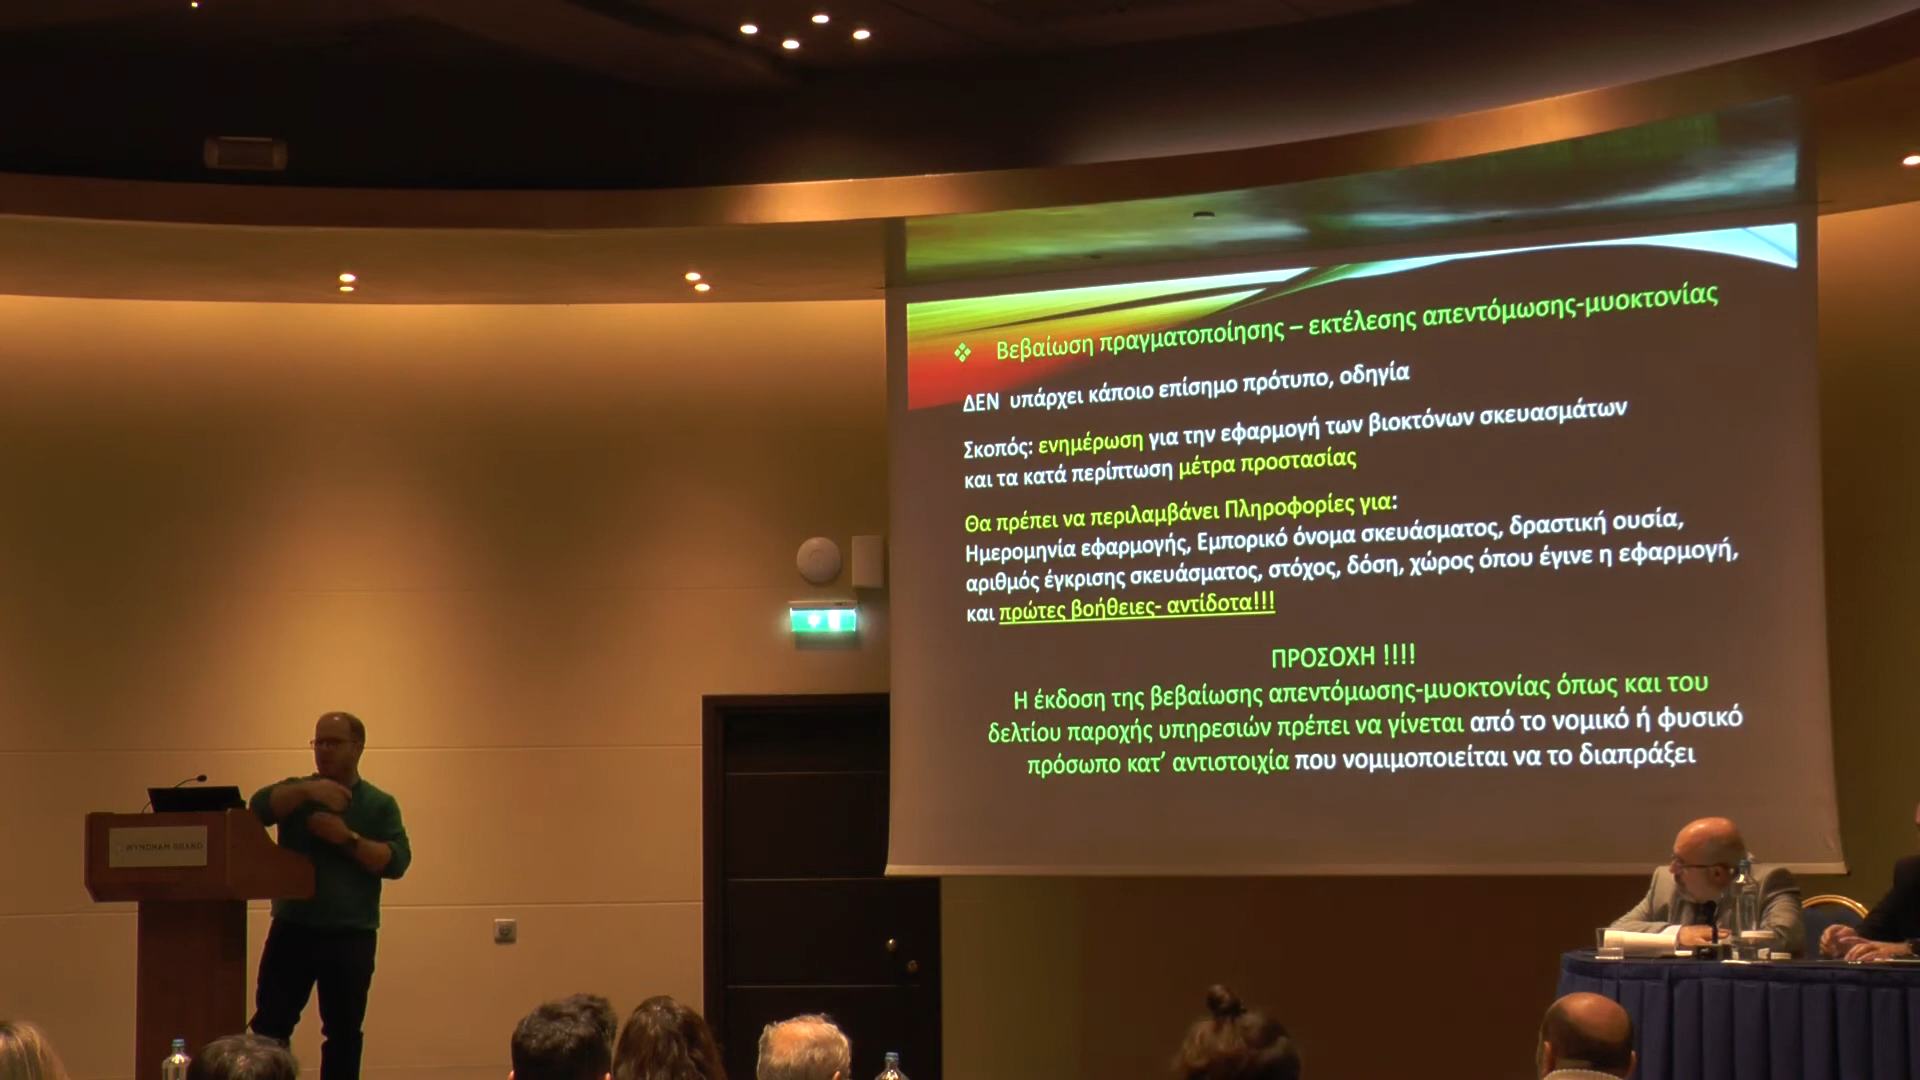 ❖ Βεβαίωση πραγματοποίησης – εκτέλεσης απεντόμωσης-μυοκτονίας
ΔΕΝ υπάρχει κάποιο επίσημο πρότυπο, οδηγία
Σκοπός: ενημέρωση για την εφαρμογή των βιοκτόνων σκευασμάτων
και τα κατά περίπτωση μέτρα προστασίας
Θα πρέπει να περιλαμβάνει Πληροφορίες για:
Ημερομηνία εφαρμογής, Εμπορικό όνομα σκευάσματος, δραστική ουσία,
αριθμός έγκρισης σκευάσματος, στόχος, δόση, χώρος όπου έγινε η εφαρμογή,
και πρώτες βοήθειες- αντίδοτα!!!
ΠΡΟΣΟΧΗ !!!!
Η έκδοση της βεβαίωσης απεντόμωσης-μυοκτονίας όπως και του
δελτίου παροχής υπηρεσιών πρέπει να γίνεται από το νομικό ή φυσικό
πρόσωπο κατ’ αντιστοιχία που νομιμοποιείται να το διαπράξει
WYNDHAM GRAND